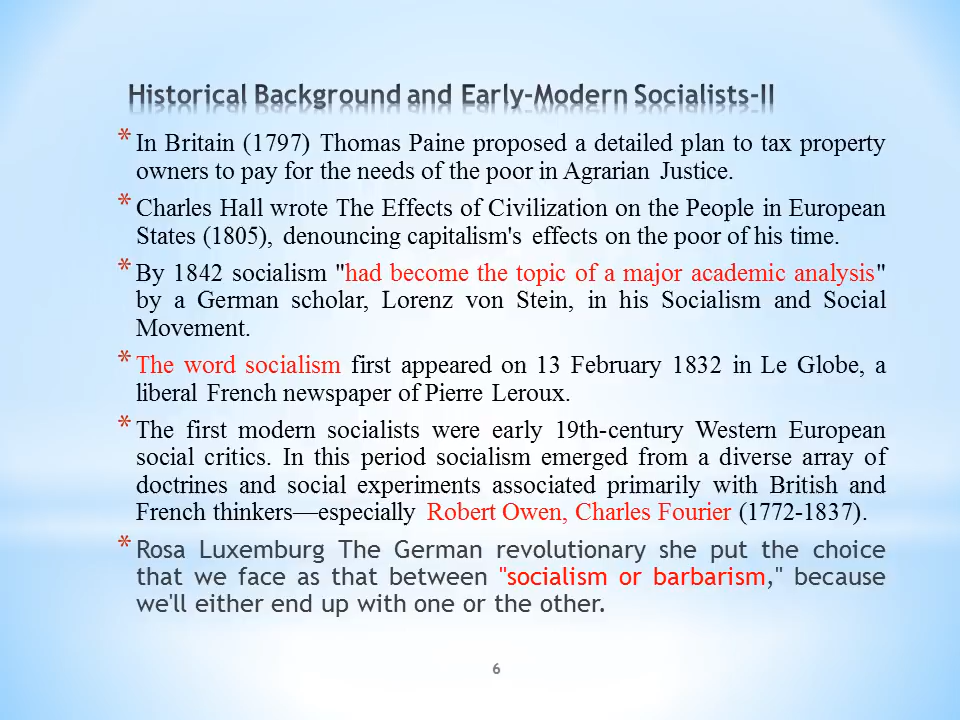 Historical Background and Early-Modern Socialists-II
* In Britain (1797) Thomas Paine proposed a detailed plan to tax property
owners to pay for the needs of the poor in Agrarian Justice.
* Charles Hall wrote The Effects of Civilization on the People in European
States (1805), denouncing capitalism's effects on the poor of his time.
* By 1842 socialism "had become the topic of a major academic analysis"
by a German scholar, Lorenz von Stein, in his Socialism and Social
Movement.
* The word socialism first appeared on 13 February 1832 in Le Globe, a
liberal French newspaper of Pierre Leroux.
* The first modern socialists were early 19th-century Western European
social critics. In this period socialism emerged from a diverse array of
doctrines and social experiments associated primarily with British and
French thinkers—especially Robert Owen, Charles Fourier (1772-1837).
* Rosa Luxemburg The German revolutionary she put the choice
that we face as that between "socialism or barbarism," because
we'll either end up with one or the other.
6